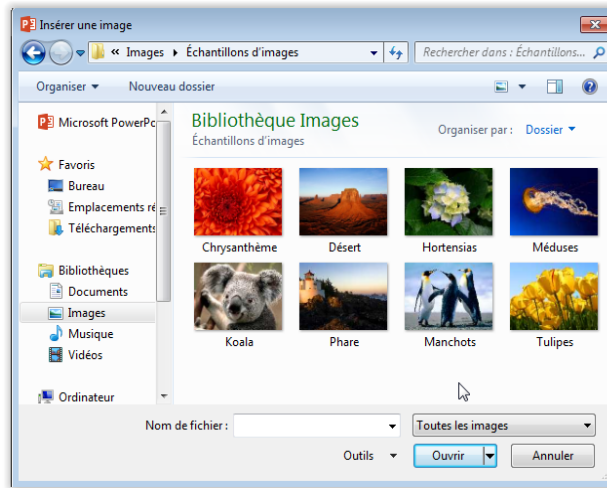 Insérer une image
« Images Échantillons d'images
Rechercher dans : Échantillons...
Organiser
Nouveau dossier
Microsoft PowerPc
Favoris
Bureau
Emplacements ré
Téléchargements
Bibliothèques
Documents
Images
Musique
Vidéos
Ordinateur
Bibliothèque Images
Échantillons d'images
Organiser par : Dossier
Chrysanthème Désert Hortensias Méduses
Koala Phare Manchots Tulipes
Nom de fichier :
Toutes les images
Outils Ouvrir Annuler